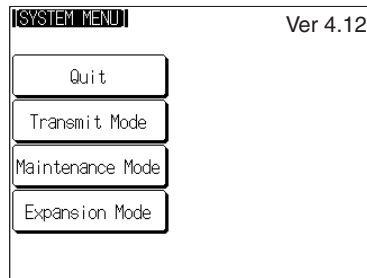 [SYSTEM MENU]
Ver 4.12
Quit
Transmit Mode
Maintenance Mode
Expansion Mode